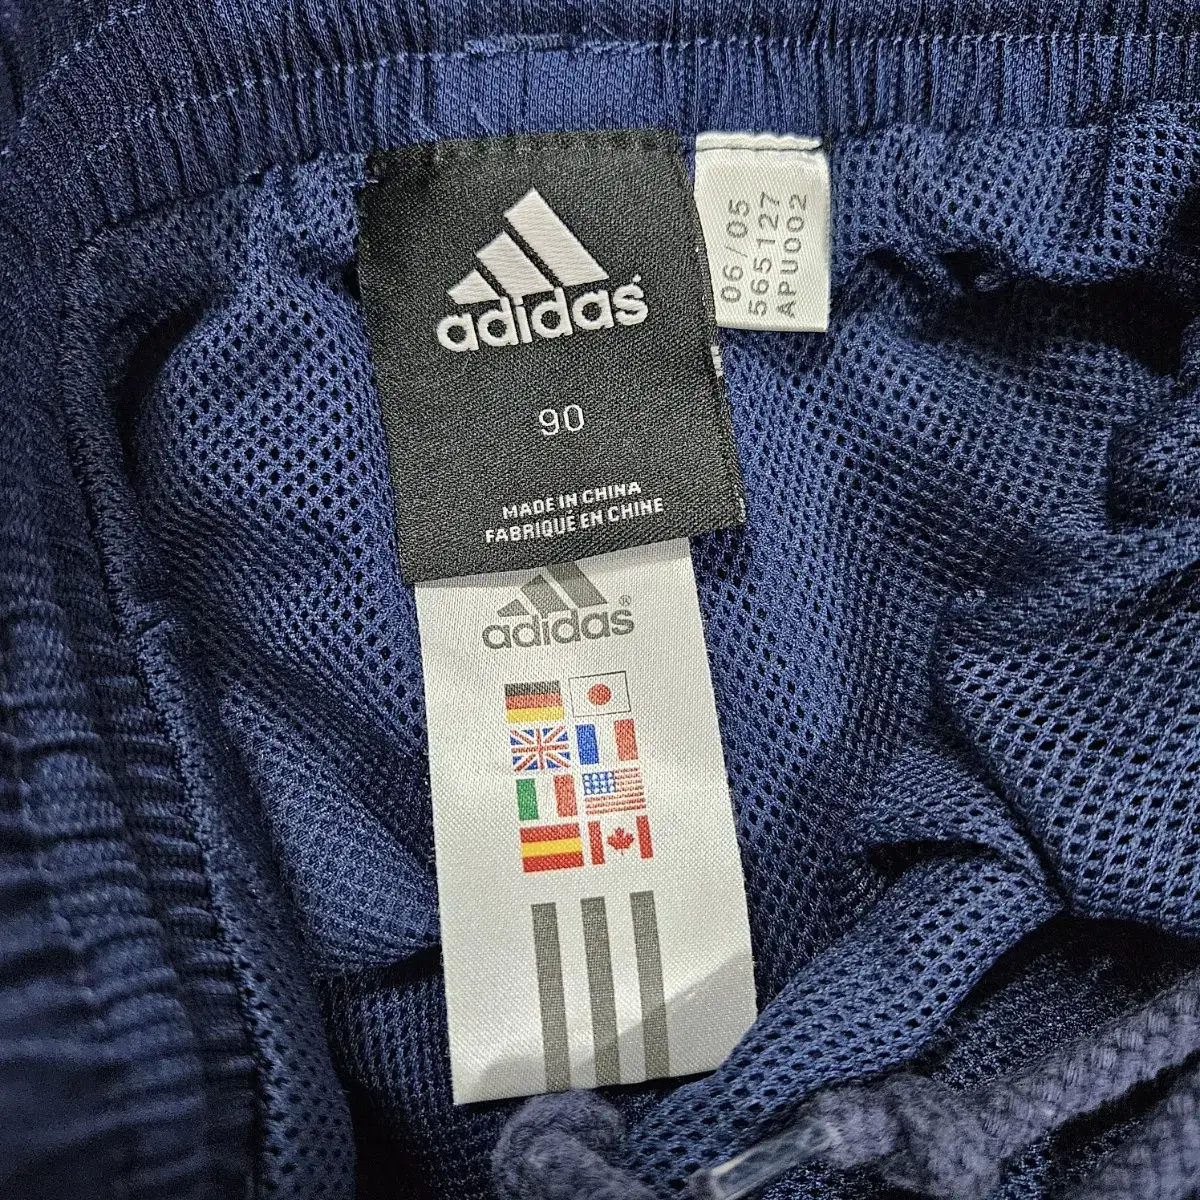 adidas
90
MADE IN CHINA
FABRIQUE EN CHINE
06/05
565127
APU002
adidas®